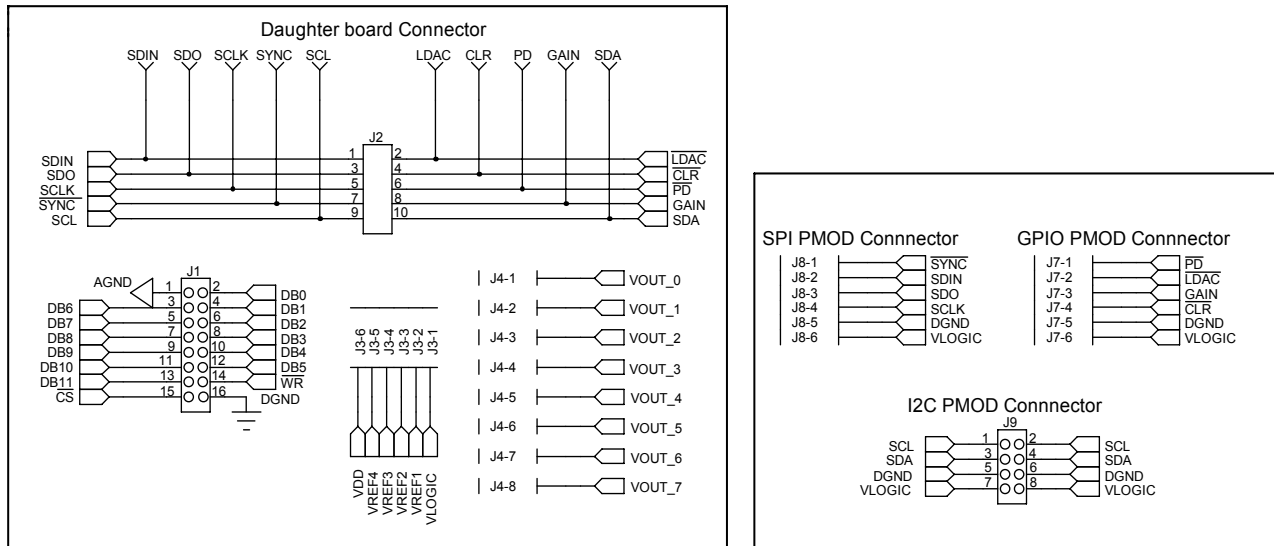 Daughter board Connector
SDIN SDO SCLK SYNC SCL LDAC CLR PD GAIN SDA
J2
SDIN 1 2 LDAC
SDO 3 4 CLR
SCLK 5 6 PD
SYNC 7 8 GAIN
SCL 9 10 SDA
J1
AGND 1 2 DB0
DB6 3 4 DB1
DB7 5 6 DB2
DB8 7 8 DB3
DB9 9 10 DB4
DB10 11 12 DB5
DB11 13 14 WR
CS 15 16 DGND
J3-6 J3-5 J3-4 J3-3 J3-2 J3-1
VDD VREF4 VREF3 VREF2 VREF1 VLOGIC
J4-1 VOUT_0
J4-2 VOUT_1
J4-3 VOUT_2
J4-4 VOUT_3
J4-5 VOUT_4
J4-6 VOUT_5
J4-7 VOUT_6
J4-8 VOUT_7
SPI PMOD Connnector
J8-1 SYNC
J8-2 SDIN
J8-3 SDO
J8-4 SCLK
J8-5 DGND
J8-6 VLOGIC
GPIO PMOD Connnector
J7-1 PD
J7-2 LDAC
J7-3 GAIN
J7-4 CLR
J7-5 DGND
J7-6 VLOGIC
I2C PMOD Connnector
J9
SCL 1 2 SCL
SDA 3 4 SDA
DGND 5 6 DGND
VLOGIC 7 8 VLOGIC